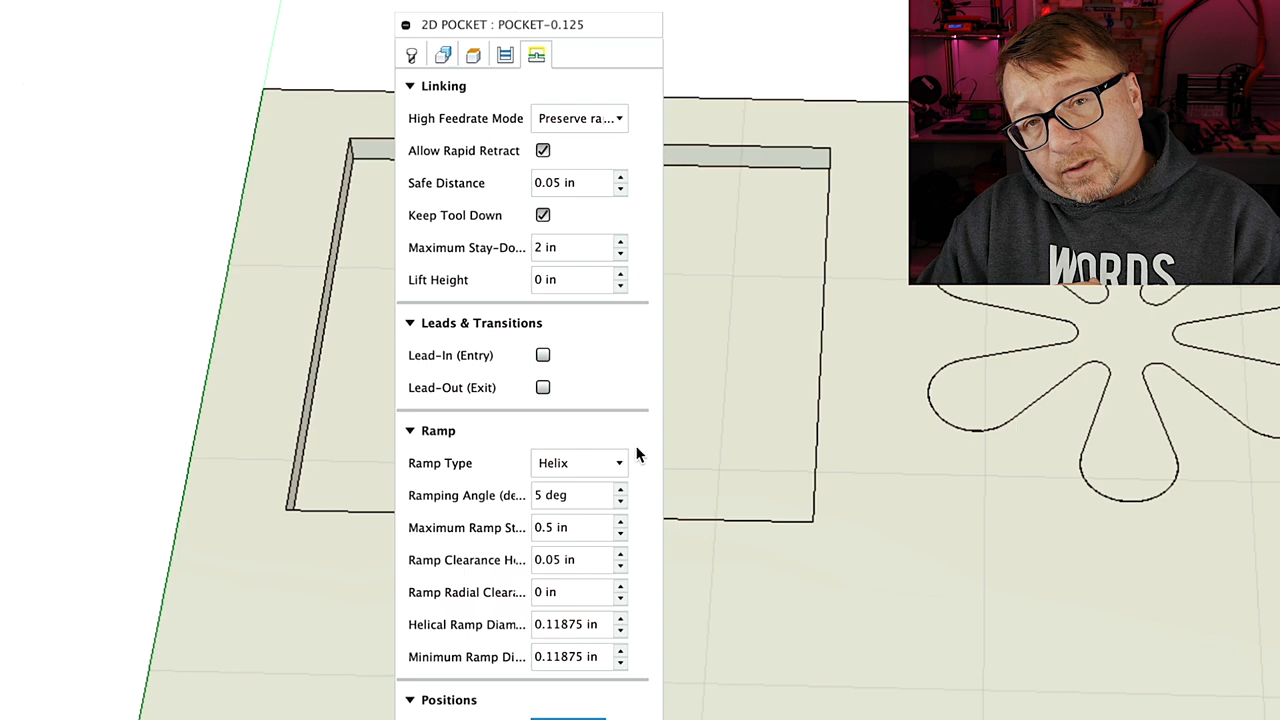 2D POCKET : POCKET-0.125
Linking
High Feedrate Mode Preserve ra...
Allow Rapid Retract
Safe Distance 0.05 in
Keep Tool Down
Maximum Stay-Do... 2 in
Lift Height 0 in
Leads & Transitions
Lead-In (Entry)
Lead-Out (Exit)
Ramp
Ramp Type Helix
Ramping Angle (de... 5 deg
Maximum Ramp St... 0.5 in
Ramp Clearance He... 0.05 in
Ramp Radial Clear... 0 in
Helical Ramp Diam... 0.11875 in
Minimum Ramp Di... 0.11875 in
Positions
WORDS